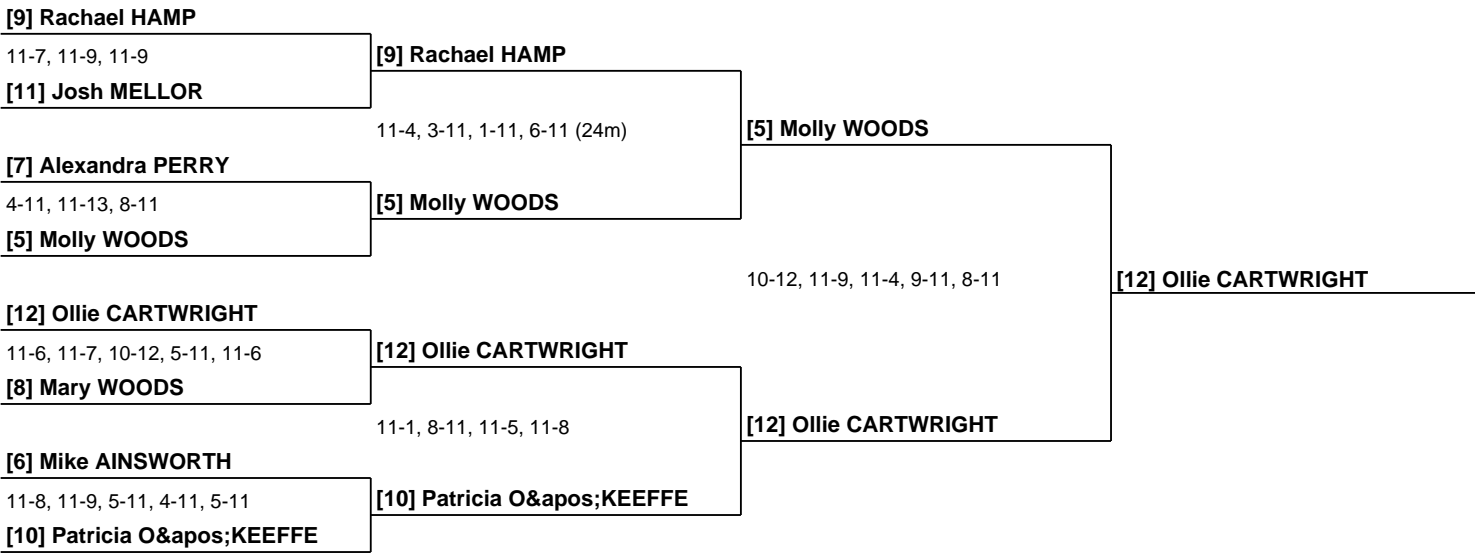 [9] Rachael HAMP
11-7, 11-9, 11-9
[11] Josh MELLOR
[7] Alexandra PERRY
4-11, 11-13, 8-11
[5] Molly WOODS
[12] Ollie CARTWRIGHT
11-6, 11-7, 10-12, 5-11, 11-6
[8] Mary WOODS
[6] Mike AINSWORTH
11-8, 11-9, 5-11, 4-11, 5-11
[10] Patricia O&apos;KEEFFE
[9] Rachael HAMP
11-4, 3-11, 1-11, 6-11 (24m)
[5] Molly WOODS
[12] Ollie CARTWRIGHT
11-1, 8-11, 11-5, 11-8
[10] Patricia O&apos;KEEFFE
[5] Molly WOODS
10-12, 11-9, 11-4, 9-11, 8-11
[12] Ollie CARTWRIGHT
[12] Ollie CARTWRIGHT